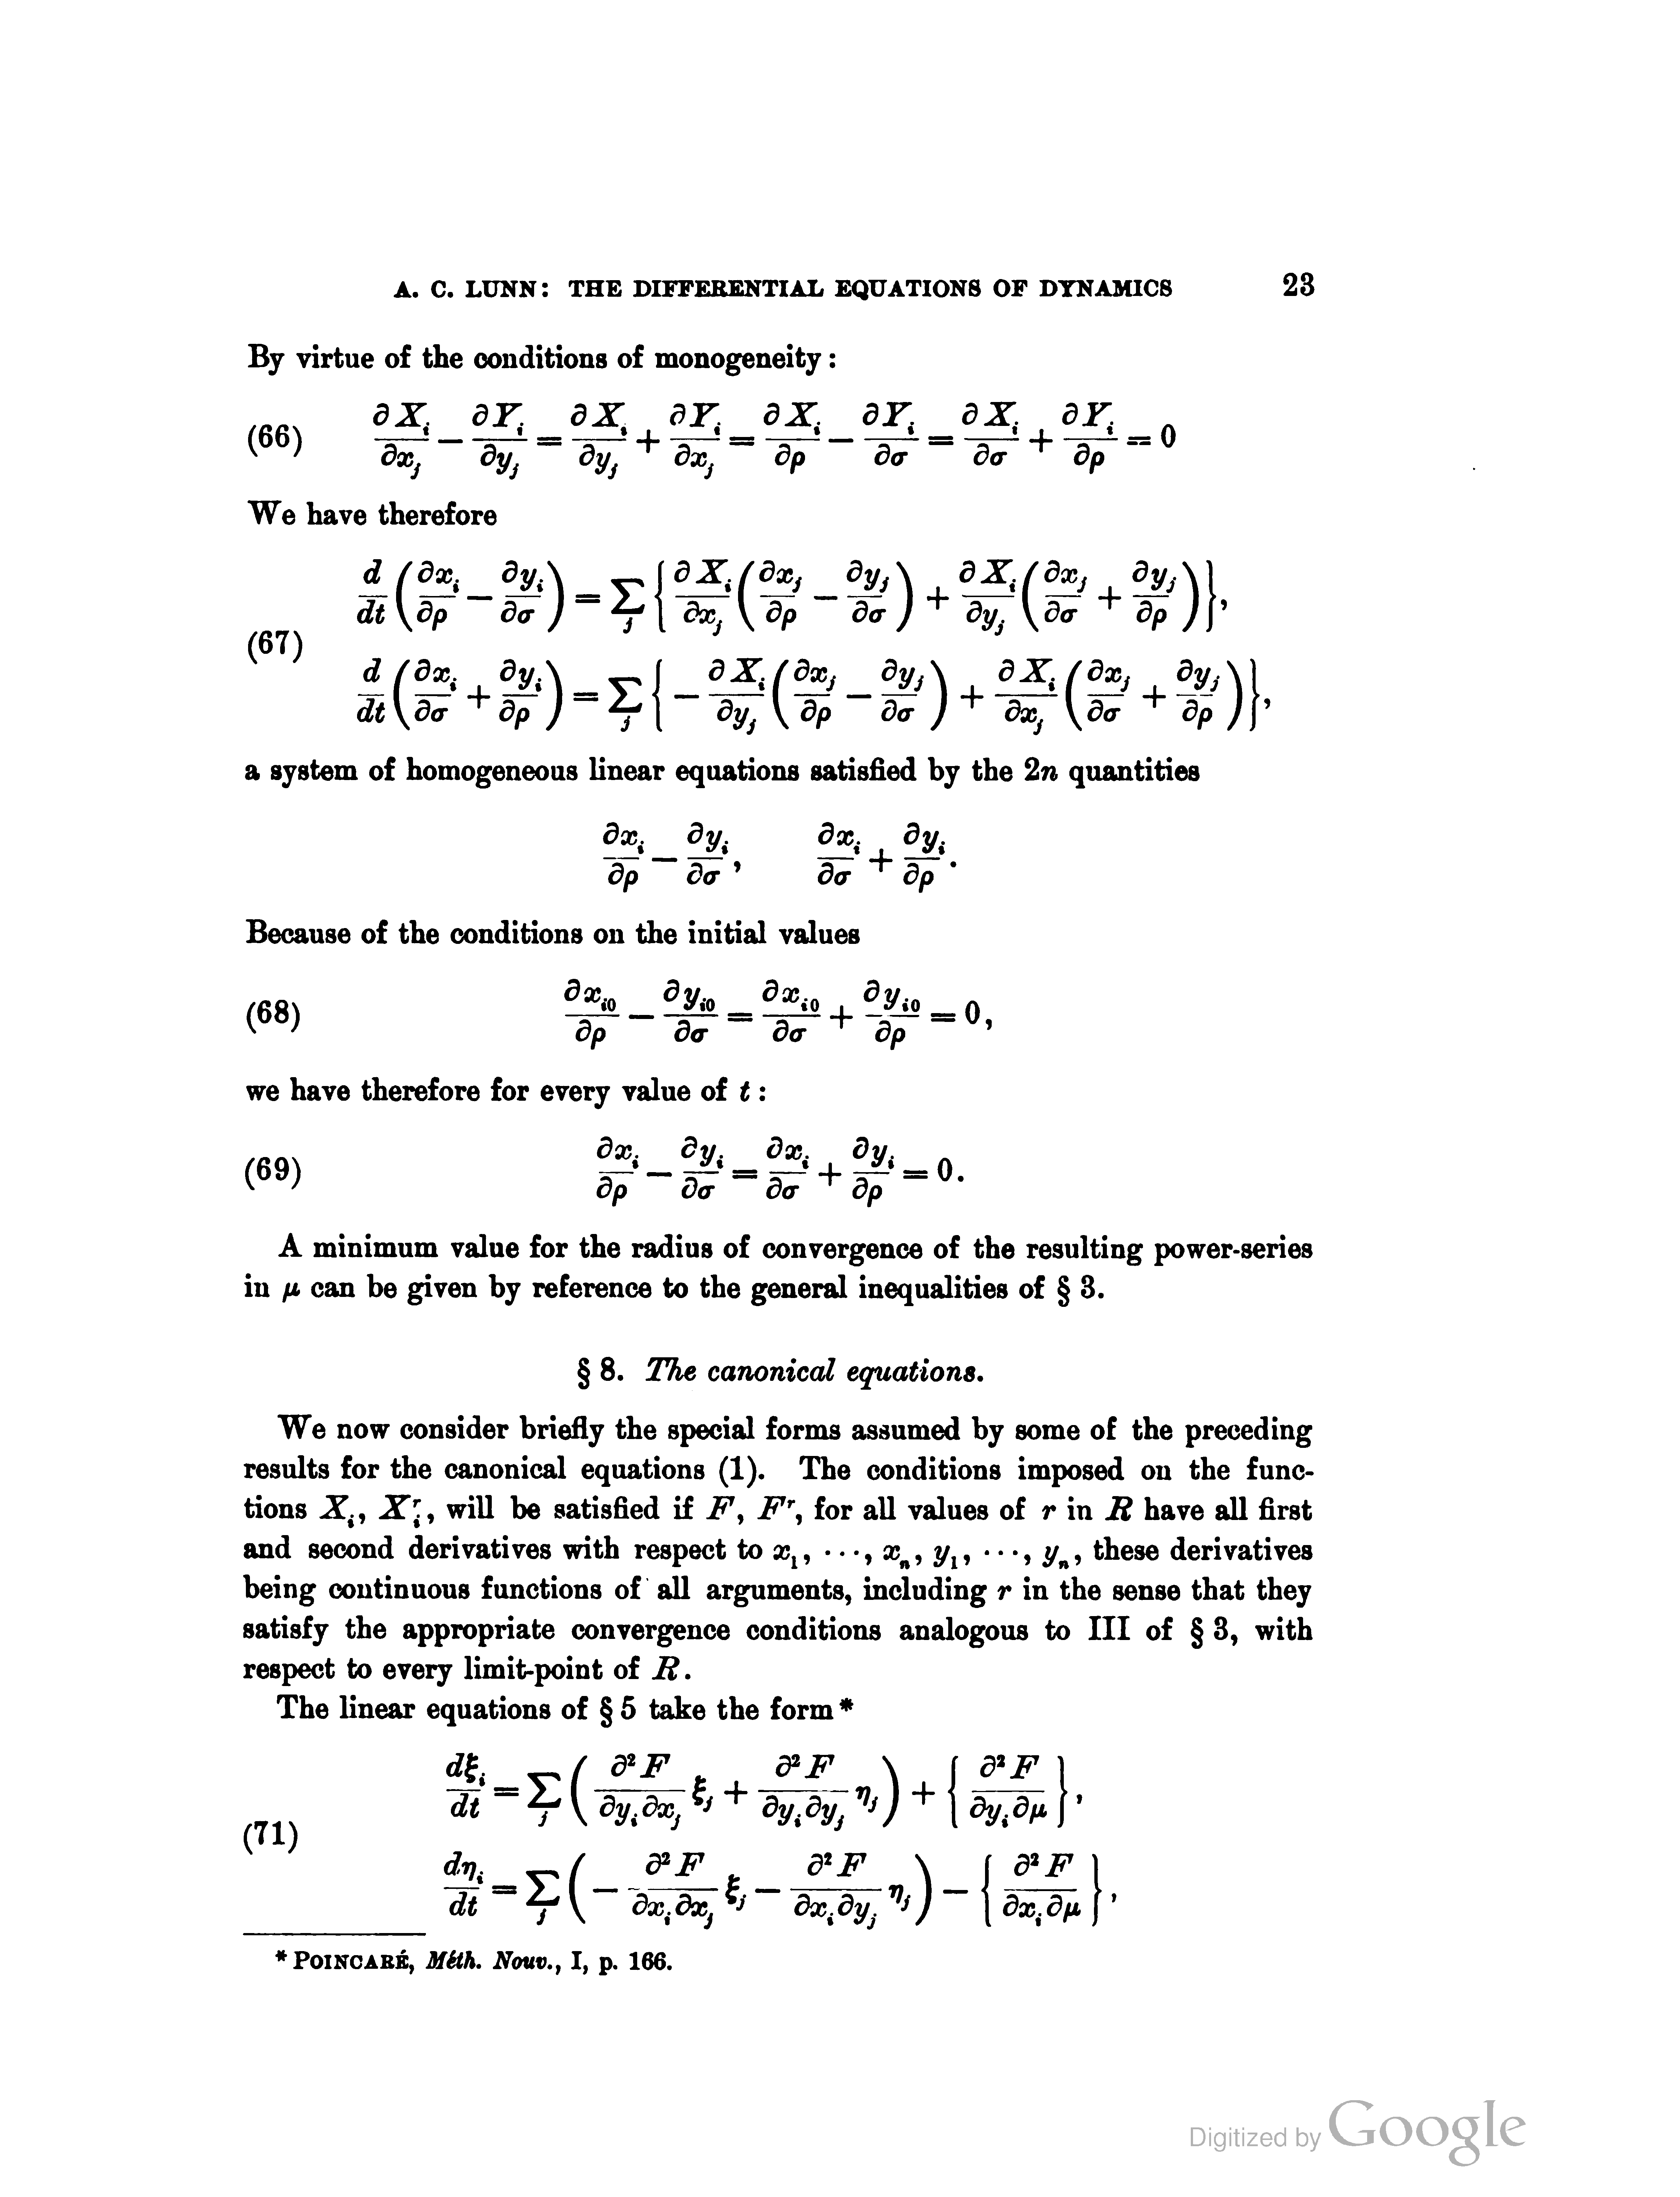 A. C. LUNN: THE DIFFERENTIAL EQUATIONS OF DYNAMICS 23
By virtue of the conditions of monogeneity:
(66) $\frac{\partial X_i}{\partial x_j} - \frac{\partial Y_i}{\partial y_j} = \frac{\partial X_i}{\partial y_j} + \frac{\partial Y_i}{\partial x_j} = \frac{\partial X_i}{\partial \rho} - \frac{\partial Y_i}{\partial \sigma} = \frac{\partial X_i}{\partial \sigma} + \frac{\partial Y_i}{\partial \rho} = 0$
We have therefore
$\frac{d}{dt}\left(\frac{\partial x_i}{\partial \rho} - \frac{\partial y_i}{\partial \sigma}\right) = \sum_j \left\{ \frac{\partial X_i}{\partial x_j}\left(\frac{\partial x_j}{\partial \rho} - \frac{\partial y_j}{\partial \sigma}\right) + \frac{\partial X_i}{\partial y_j}\left(\frac{\partial x_j}{\partial \sigma} + \frac{\partial y_j}{\partial \rho}\right)\right\},$
(67)
$\frac{d}{dt}\left(\frac{\partial x_i}{\partial \sigma} + \frac{\partial y_i}{\partial \rho}\right) = \sum_j \left\{ -\frac{\partial X_i}{\partial y_j}\left(\frac{\partial x_j}{\partial \rho} - \frac{\partial y_j}{\partial \sigma}\right) + \frac{\partial X_i}{\partial x_j}\left(\frac{\partial x_j}{\partial \sigma} + \frac{\partial y_j}{\partial \rho}\right)\right\},$
a system of homogeneous linear equations satisfied by the 2n quantities
$\frac{\partial x_i}{\partial \rho} - \frac{\partial y_i}{\partial \sigma}, \quad \frac{\partial x_i}{\partial \sigma} + \frac{\partial y_i}{\partial \rho}.$
Because of the conditions on the initial values
(68) $\frac{\partial x_{i0}}{\partial \rho} - \frac{\partial y_{i0}}{\partial \sigma} = \frac{\partial x_{i0}}{\partial \sigma} + \frac{\partial y_{i0}}{\partial \rho} = 0,$
we have therefore for every value of t:
(69) $\frac{\partial x_i}{\partial \rho} - \frac{\partial y_i}{\partial \sigma} = \frac{\partial x_i}{\partial \sigma} + \frac{\partial y_i}{\partial \rho} = 0.$
A minimum value for the radius of convergence of the resulting power-series
in μ can be given by reference to the general inequalities of § 3.
§ 8. The canonical equations.
We now consider briefly the special forms assumed by some of the preceding
results for the canonical equations (1). The conditions imposed on the func-
tions $X_i$, $X_i^r$, will be satisfied if $F$, $F^r$, for all values of r in R have all first
and second derivatives with respect to $x_1, \cdots, x_n, y_1, \cdots, y_n$, these derivatives
being continuous functions of all arguments, including r in the sense that they
satisfy the appropriate convergence conditions analogous to III of § 3, with
respect to every limit-point of R.
The linear equations of § 5 take the form*
$\frac{d\xi_i}{dt} = \sum_j \left( \frac{\partial^2 F}{\partial y_i \partial x_j} \xi_j + \frac{\partial^2 F}{\partial y_i \partial y_j} \eta_j \right) + \left\{ \frac{\partial^2 F}{\partial y_i \partial \mu} \right\},$
(71)
$\frac{d\eta_i}{dt} = \sum_j \left( -\frac{\partial^2 F}{\partial x_i \partial x_j} \xi_j - \frac{\partial^2 F}{\partial x_i \partial y_j} \eta_j \right) - \left\{ \frac{\partial^2 F}{\partial x_i \partial \mu} \right\},$
* POINCARÉ, Méth. Nouv., I, p. 166.
Digitized by Google